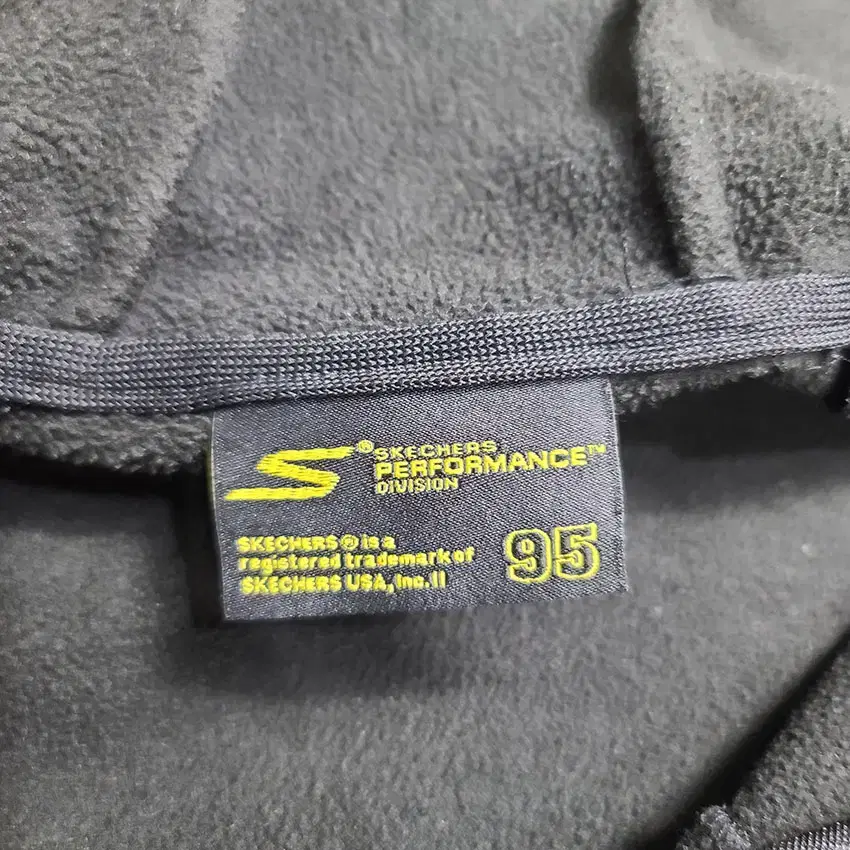 ® SKECHERS
PERFORMANCE™
DIVISION
SKECHERS ® is a
registered trademark of
SKECHERS USA, Inc. II
95